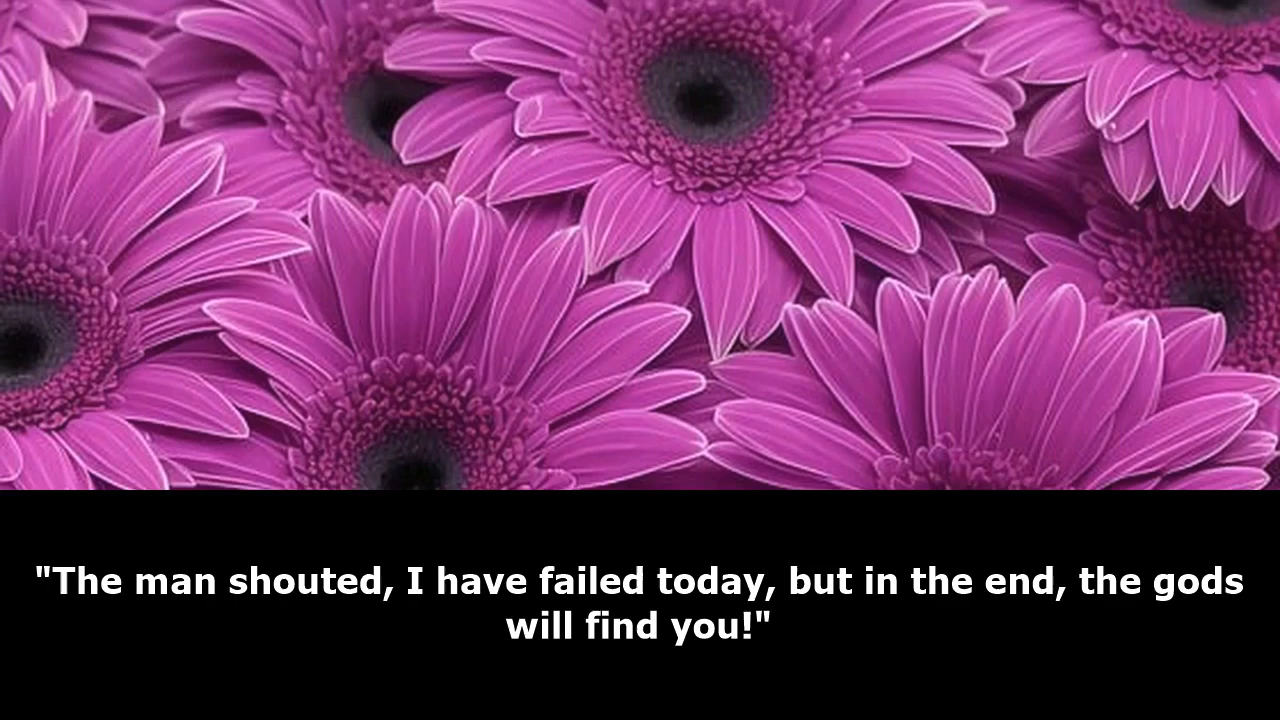 "The man shouted, I have failed today, but in the end, the gods
will find you!"